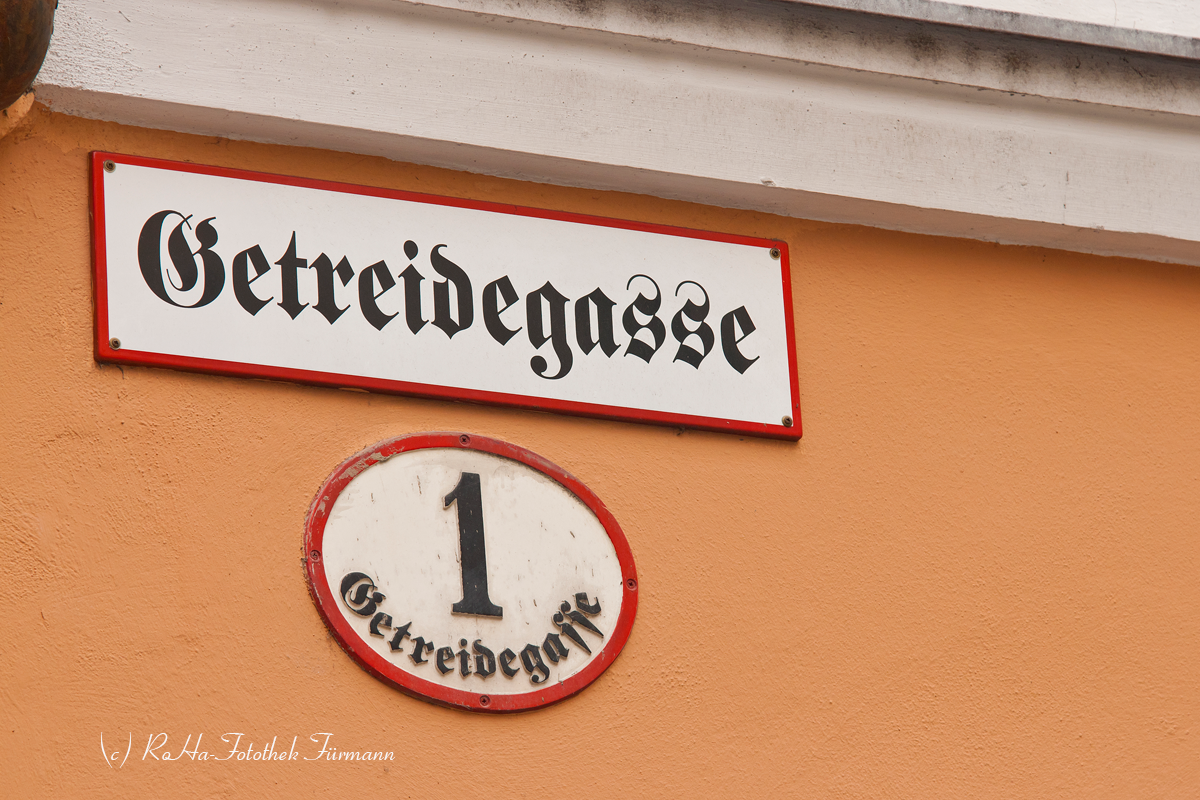 Getreidegasse
1
Getreidegaſſe
(c) RoHa-Fotothek Fürmann